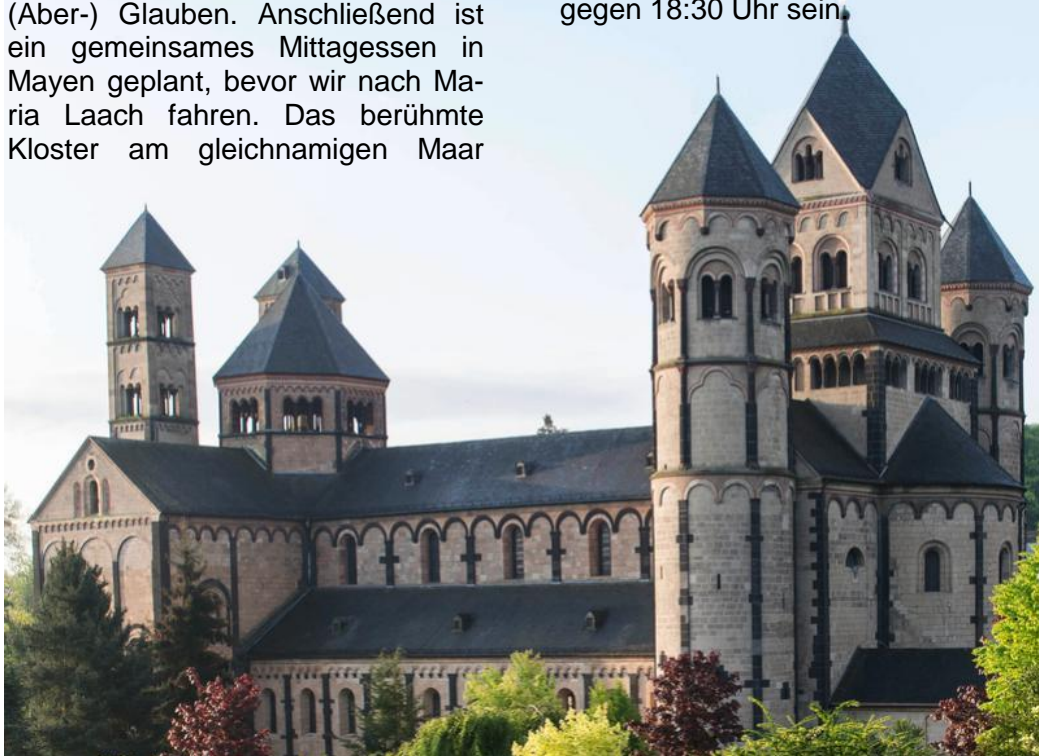 (Aber-) Glauben. Anschließend ist
ein gemeinsames Mittagessen in
Mayen geplant, bevor wir nach Ma-
ria Laach fahren. Das berühmte
Kloster am gleichnamigen Maar
gegen 18:30 Uhr sein.